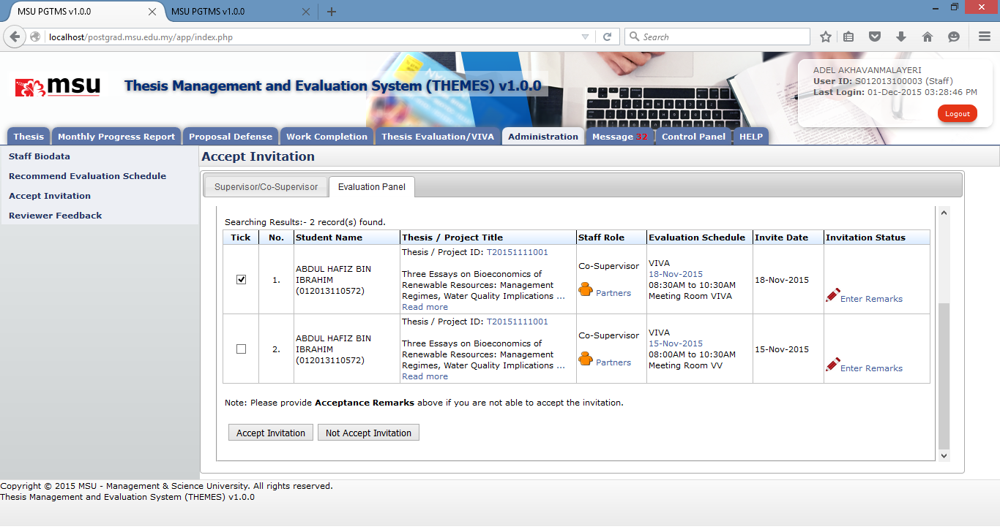 MSU PGTMS v1.0.0
MSU PGTMS v1.0.0
localhost/postgrad.msu.edu.my/app/index.php
Search
msu
Thesis Management and Evaluation System (THEMES) v1.0.0
ADEL AKHAVANMALAYERI
User ID: S012013100003 (Staff)
Last Login: 01-Dec-2015 03:28:46 PM
Logout
Thesis
Monthly Progress Report
Proposal Defense
Work Completion
Thesis Evaluation/VIVA
Administration
Message 32
Control Panel
HELP
Staff Biodata
Recommend Evaluation Schedule
Accept Invitation
Reviewer Feedback
Accept Invitation
Supervisor/Co-Supervisor
Evaluation Panel
Searching Results:- 2 record(s) found.
Tick
No.
Student Name
Thesis / Project Title
Staff Role
Evaluation Schedule
Invite Date
Invitation Status
1.
ABDUL HAFIZ BIN
IBRAHIM
(012013110572)
Thesis / Project ID: T20151111001
Three Essays on Bioeconomics of
Renewable Resources: Management
Regimes, Water Quality Implications ...
Read more
Co-Supervisor
Partners
VIVA
18-Nov-2015
08:30AM to 10:30AM
Meeting Room VIVA
18-Nov-2015
Enter Remarks
2.
ABDUL HAFIZ BIN
IBRAHIM
(012013110572)
Thesis / Project ID: T20151111001
Three Essays on Bioeconomics of
Renewable Resources: Management
Regimes, Water Quality Implications ...
Read more
Co-Supervisor
Partners
VIVA
15-Nov-2015
08:00AM to 10:30AM
Meeting Room VV
15-Nov-2015
Enter Remarks
Note: Please provide Acceptance Remarks above if you are not able to accept the invitation.
Accept Invitation
Not Accept Invitation
Copyright © 2015 MSU - Management & Science University. All rights reserved.
Thesis Management and Evaluation System (THEMES) v1.0.0